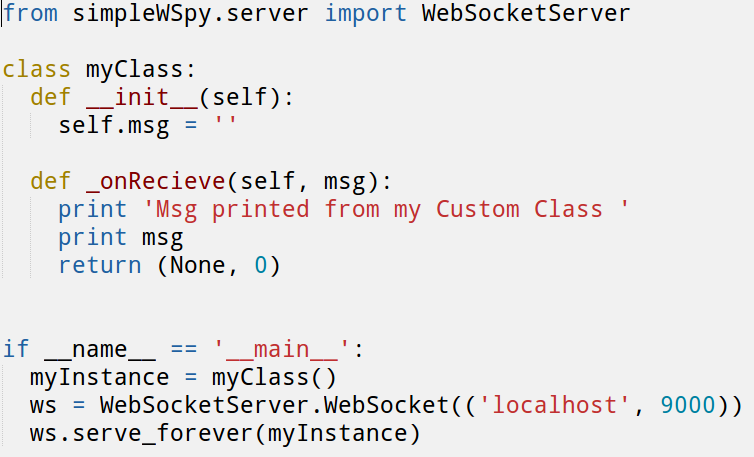 from simpleWSpy.server import WebSocketServer
class myClass:
def __init__(self):
self.msg = ''
def _onRecieve(self, msg):
print 'Msg printed from my Custom Class '
print msg
return (None, 0)
if __name__ == '__main__':
myInstance = myClass()
ws = WebSocketServer.WebSocket(('localhost', 9000))
ws.serve_forever(myInstance)